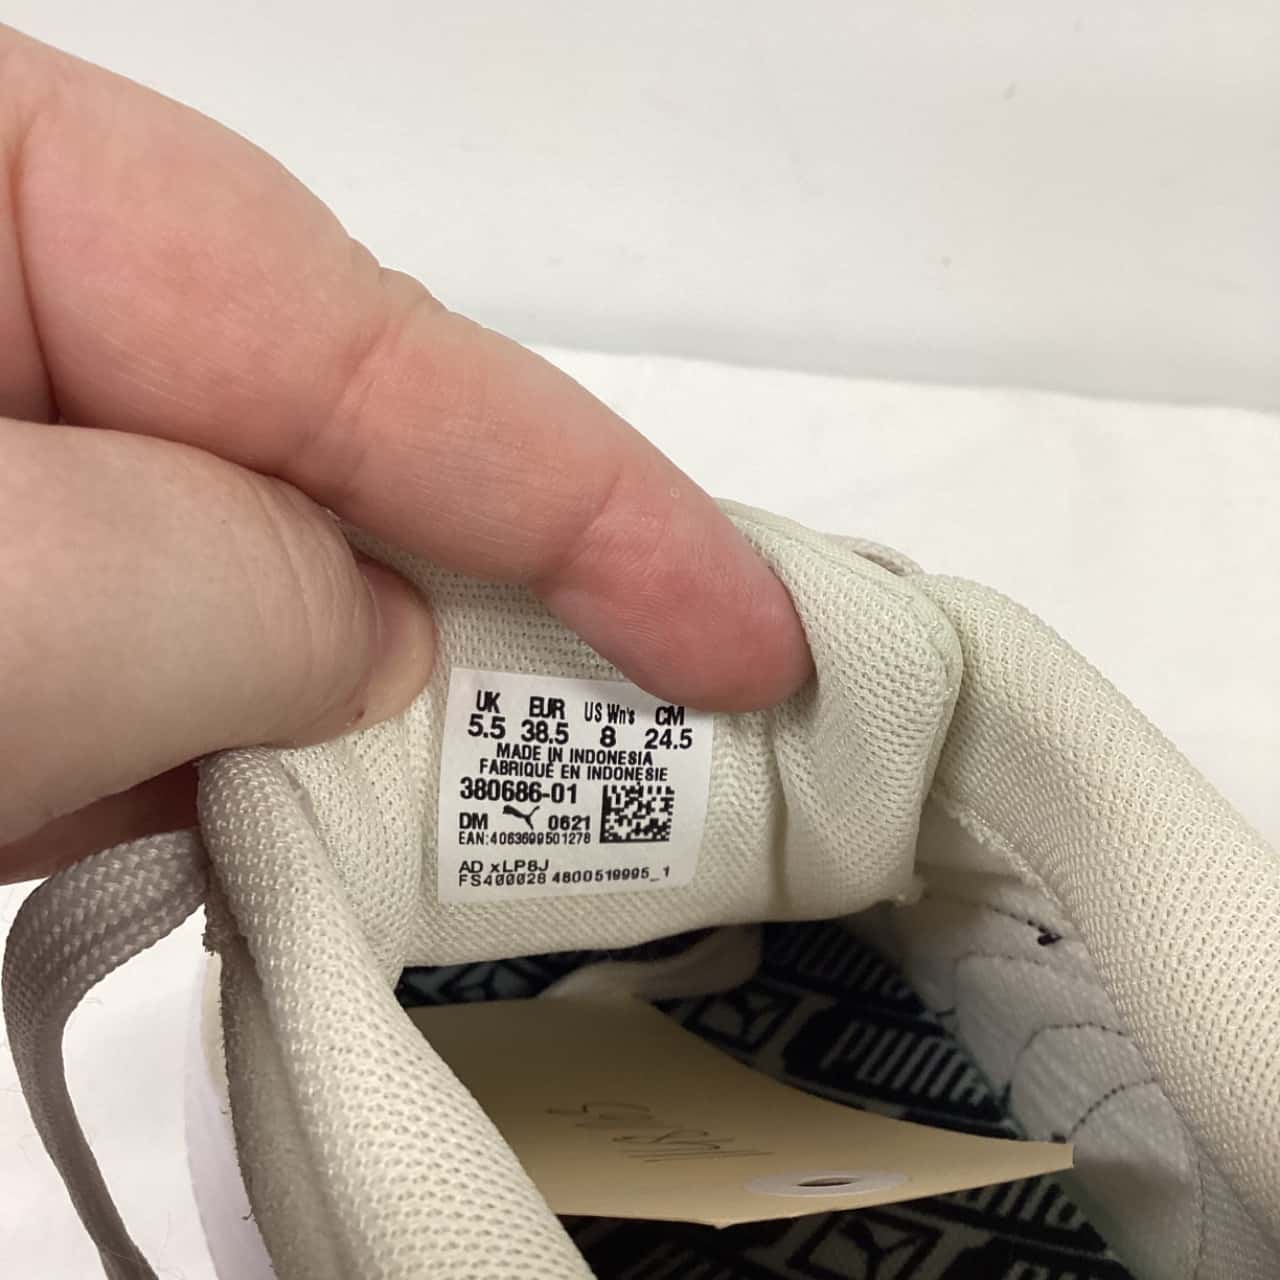 UK EUR US Wn's CM
5.5 38.5 8 24.5
MADE IN INDONESIA
FABRIQUÉ EN INDONESIE
380686-01
DM 0621
EAN:4063699501278
AD xLP8J
FS400028 4800519995_1
PUMA